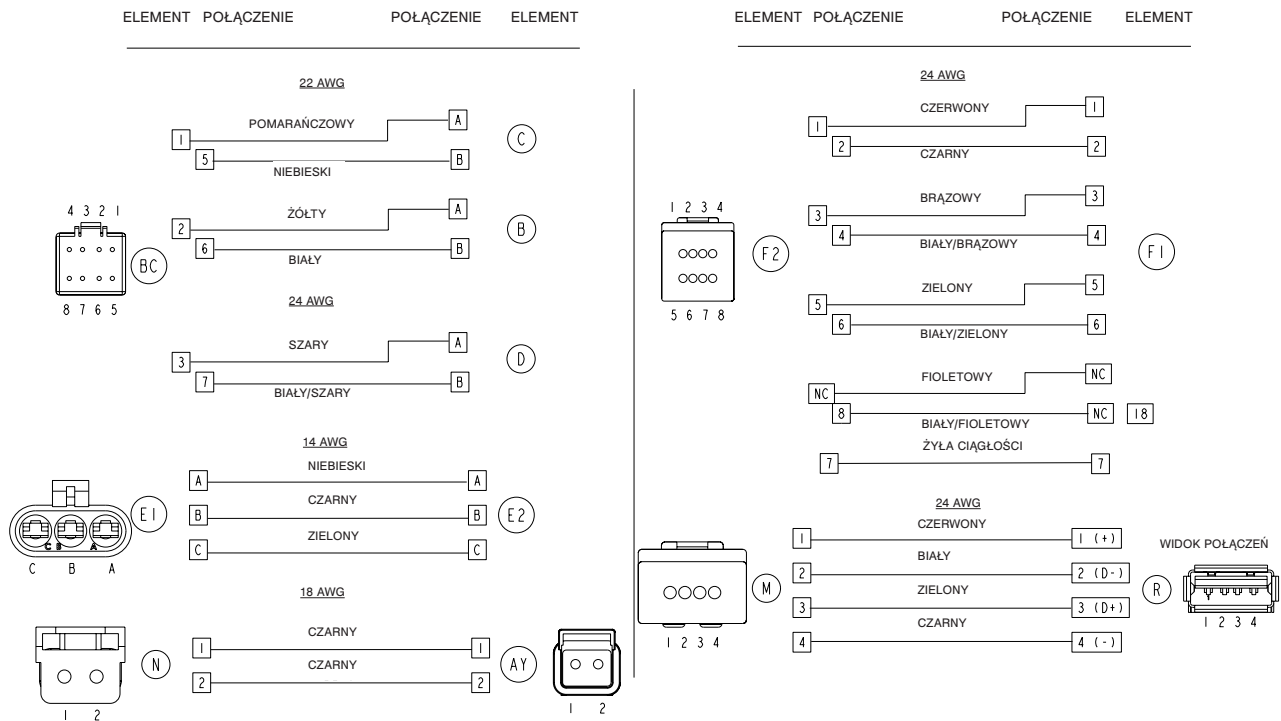 ELEMENT POŁĄCZENIE POŁĄCZENIE ELEMENT
22 AWG
POMARAŃCZOWY
1 A
C
5 B
NIEBIESKI
ŻÓŁTY
2 A
B
6 B
BIAŁY
4 3 2 1
BC
8 7 6 5
24 AWG
SZARY
3 A
D
7 B
BIAŁY/SZARY
14 AWG
NIEBIESKI
A A
CZARNY
E1 B B E2
ZIELONY
C C
C B A
C B A
18 AWG
CZARNY
1 1
N AY
CZARNY
2 2
1 2
1 2
ELEMENT POŁĄCZENIE POŁĄCZENIE ELEMENT
24 AWG
CZERWONY
1 1
2 2
CZARNY
BRĄZOWY
3 3
4 4
BIAŁY/BRĄZOWY
1 2 3 4
F2 F1
5 6 7 8
ZIELONY
5 5
6 6
BIAŁY/ZIELONY
FIOLETOWY
NC NC
8 NC 18
BIAŁY/FIOLETOWY
ŻYŁA CIĄGŁOŚCI
7 7
24 AWG
CZERWONY
1 1 (+)
BIAŁY
2 2 (D-)
M R
ZIELONY
3 3 (D+)
CZARNY
4 4 (-)
1 2 3 4
WIDOK POŁĄCZEŃ
1 2 3 4